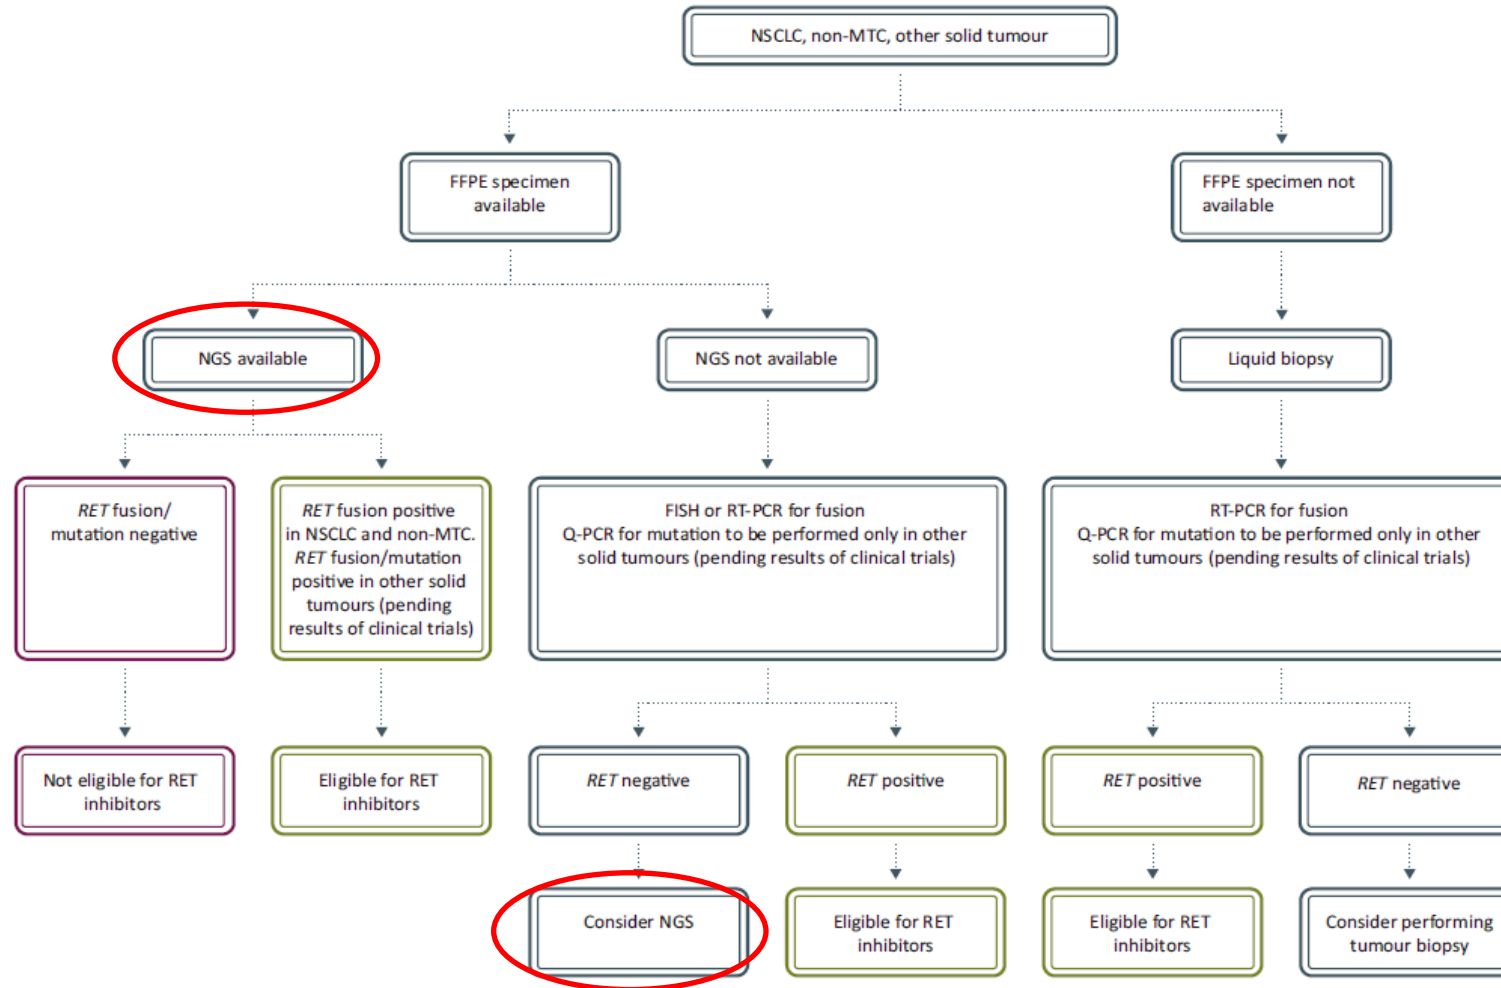 NSCLC, non-MTC, other solid tumour
FFPE specimen
available
FFPE specimen not
available
NGS available
NGS not available
Liquid biopsy
RET fusion/
mutation negative
RET fusion positive
in NSCLC and non-MTC.
RET fusion/mutation
positive in other solid
tumours (pending
results of clinical trials)
FISH or RT-PCR for fusion
Q-PCR for mutation to be performed only in other
solid tumours (pending results of clinical trials)
RT-PCR for fusion
Q-PCR for mutation to be performed only in other
solid tumours (pending results of clinical trials)
Not eligible for RET
inhibitors
Eligible for RET
inhibitors
RET negative
RET positive
RET positive
RET negative
Consider NGS
Eligible for RET
inhibitors
Eligible for RET
inhibitors
Consider performing
tumour biopsy